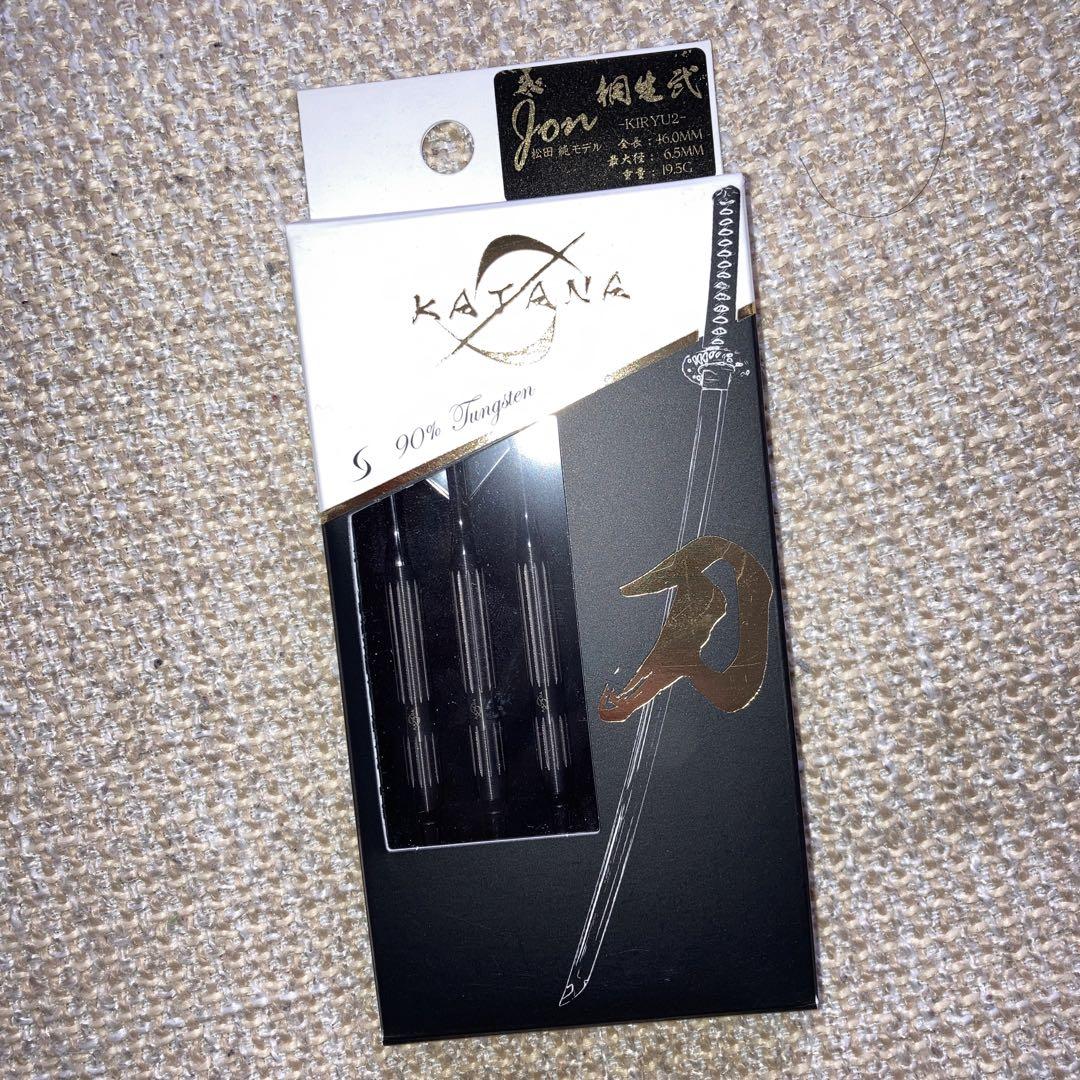 桐生弐
Jon
-KIRYU2-
松田 純モデル
全長：46.0MM
最大径：6.5MM
重量：19.5G
KATANA
90% Tungsten
刀